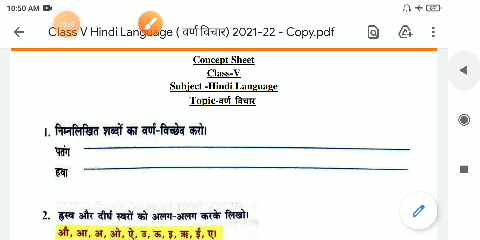 10:50 AM
Class V Hindi Language ( वर्ण विचार) 2021-22 - Copy.pdf
Concept Sheet
Class-V
Subject -Hindi Language
Topic-वर्ण विचार
1. निम्नलिखित शब्दों का वर्ण-विच्छेद करो।
पतंग
हवा
2. ह्रस्व और दीर्घ स्वरों को अलग-अलग करके लिखो।
औ, आ, अ, ओ, ऐ, उ, ऊ, इ, ऋ, ई, ए।